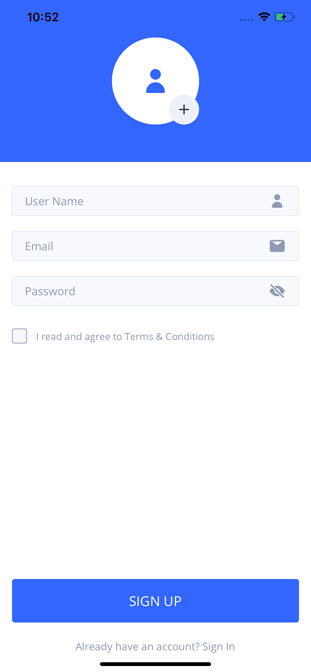 10:52
User Name
Email
Password
I read and agree to Terms & Conditions
SIGN UP
Already have an account? Sign In